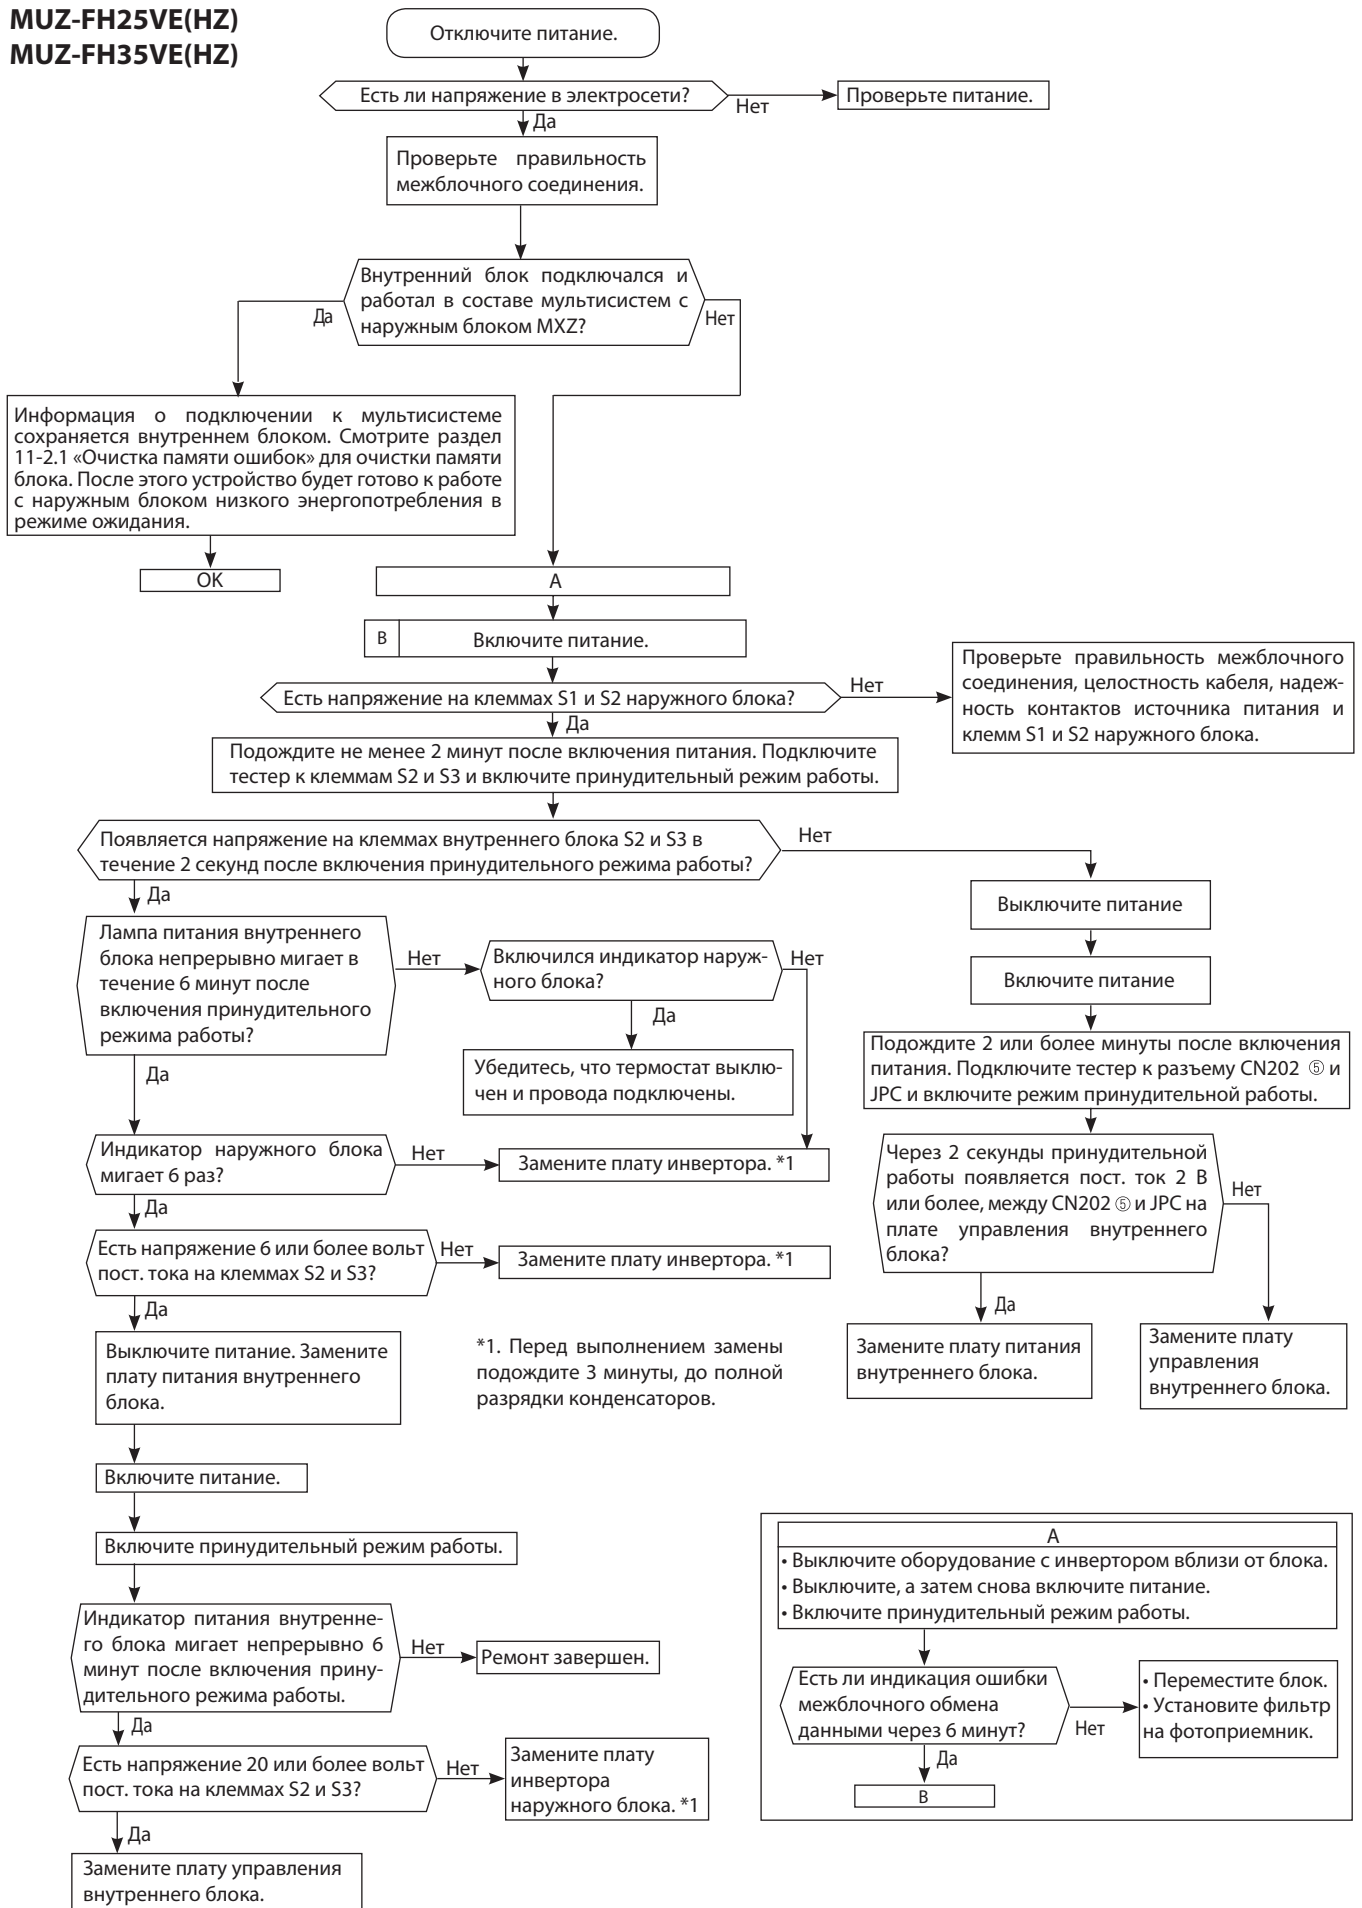 MUZ-FH25VE(HZ)
MUZ-FH35VE(HZ)
Отключите питание.
Есть ли напряжение в электросети?
Нет
Проверьте питание.
Да
Проверьте правильность
межблочного соединения.
Внутренний блок подключался и
работал в составе мультисистем с
наружным блоком MXZ?
Да
Нет
Информация о подключении к мультисистеме
сохраняется внутреннем блоком. Смотрите раздел
11-2.1 «Очистка памяти ошибок» для очистки памяти
блока. После этого устройство будет готово к работе
с наружным блоком низкого энергопотребления в
режиме ожидания.
OK
A
B
Включите питание.
Есть напряжение на клеммах S1 и S2 наружного блока?
Нет
Проверьте правильность межблочного
соединения, целостность кабеля, надеж-
ность контактов источника питания и
клемм S1 и S2 наружного блока.
Да
Подождите не менее 2 минут после включения питания. Подключите
тестер к клеммам S2 и S3 и включите принудительный режим работы.
Появляется напряжение на клеммах внутреннего блока S2 и S3 в
течение 2 секунд после включения принудительного режима работы?
Нет
Да
Выключите питание
Включите питание
Подождите 2 или более минуты после включения
питания. Подключите тестер к разъему CN202 ⑤ и
JPC и включите режим принудительной работы.
Через 2 секунды принудительной
работы появляется пост. ток 2 В
или более, между CN202 ⑤ и JPC на
плате управления внутреннего
блока?
Нет
Да
Замените плату питания
внутреннего блока.
Замените плату
управления
внутреннего блока.
Лампа питания внутреннего
блока непрерывно мигает в
течение 6 минут после
включения принудительного
режима работы?
Нет
Включился индикатор наруж-
ного блока?
Нет
Да
Убедитесь, что термостат выклю-
чен и провода подключены.
Да
Индикатор наружного блока
мигает 6 раз?
Нет
Замените плату инвертора. *1
Да
Есть напряжение 6 или более вольт
пост. тока на клеммах S2 и S3?
Нет
Замените плату инвертора. *1
Да
Выключите питание. Замените
плату питания внутреннего
блока.
*1. Перед выполнением замены
подождите 3 минуты, до полной
разрядки конденсаторов.
Включите питание.
Включите принудительный режим работы.
Индикатор питания внутренне-
го блока мигает непрерывно 6
минут после включения прину-
дительного режима работы.
Нет
Ремонт завершен.
Да
Есть напряжение 20 или более вольт
пост. тока на клеммах S2 и S3?
Нет
Замените плату
инвертора
наружного блока. *1
Да
Замените плату управления
внутреннего блока.
A
• Выключите оборудование с инвертором вблизи от блока.
• Выключите, а затем снова включите питание.
• Включите принудительный режим работы.
Есть ли индикация ошибки
межблочного обмена
данными через 6 минут?
Нет
• Переместите блок.
• Установите фильтр
на фотоприемник.
Да
B